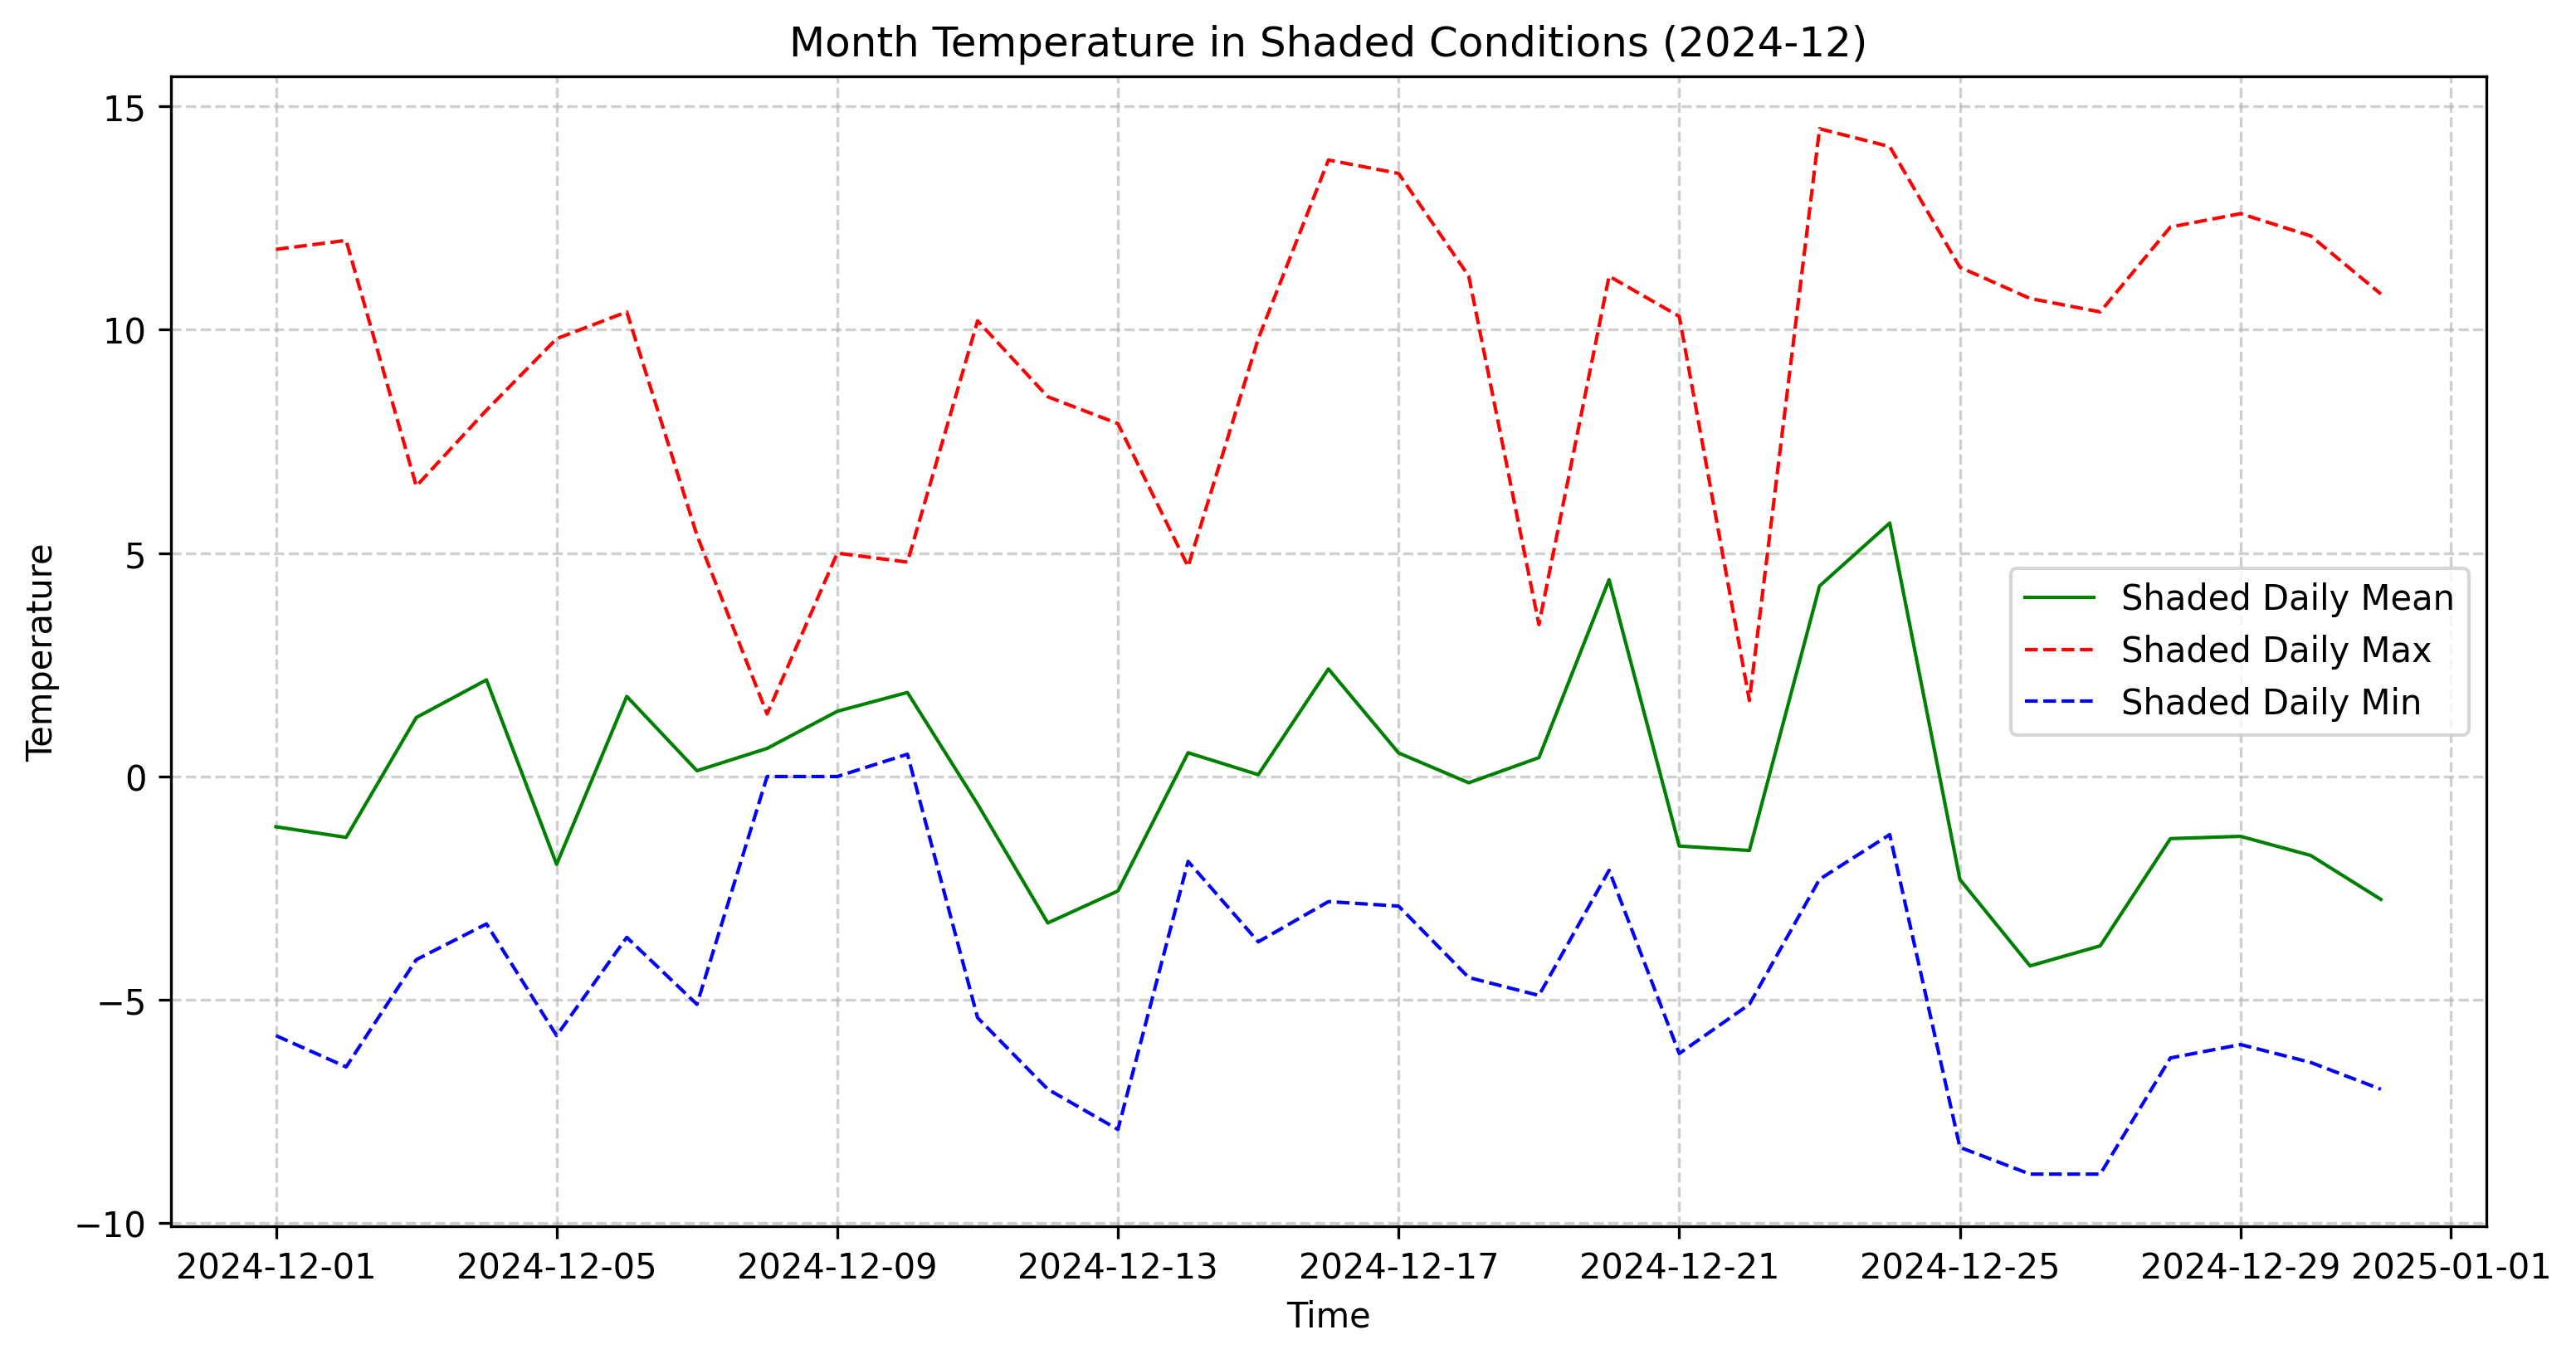 Month Temperature in Shaded Conditions (2024-12)
15
10
5
0
−5
−10
Temperature
Shaded Daily Mean
Shaded Daily Max
Shaded Daily Min
2024-12-01 2024-12-05 2024-12-09 2024-12-13 2024-12-17 2024-12-21 2024-12-25 2024-12-29 2025-01-01
Time